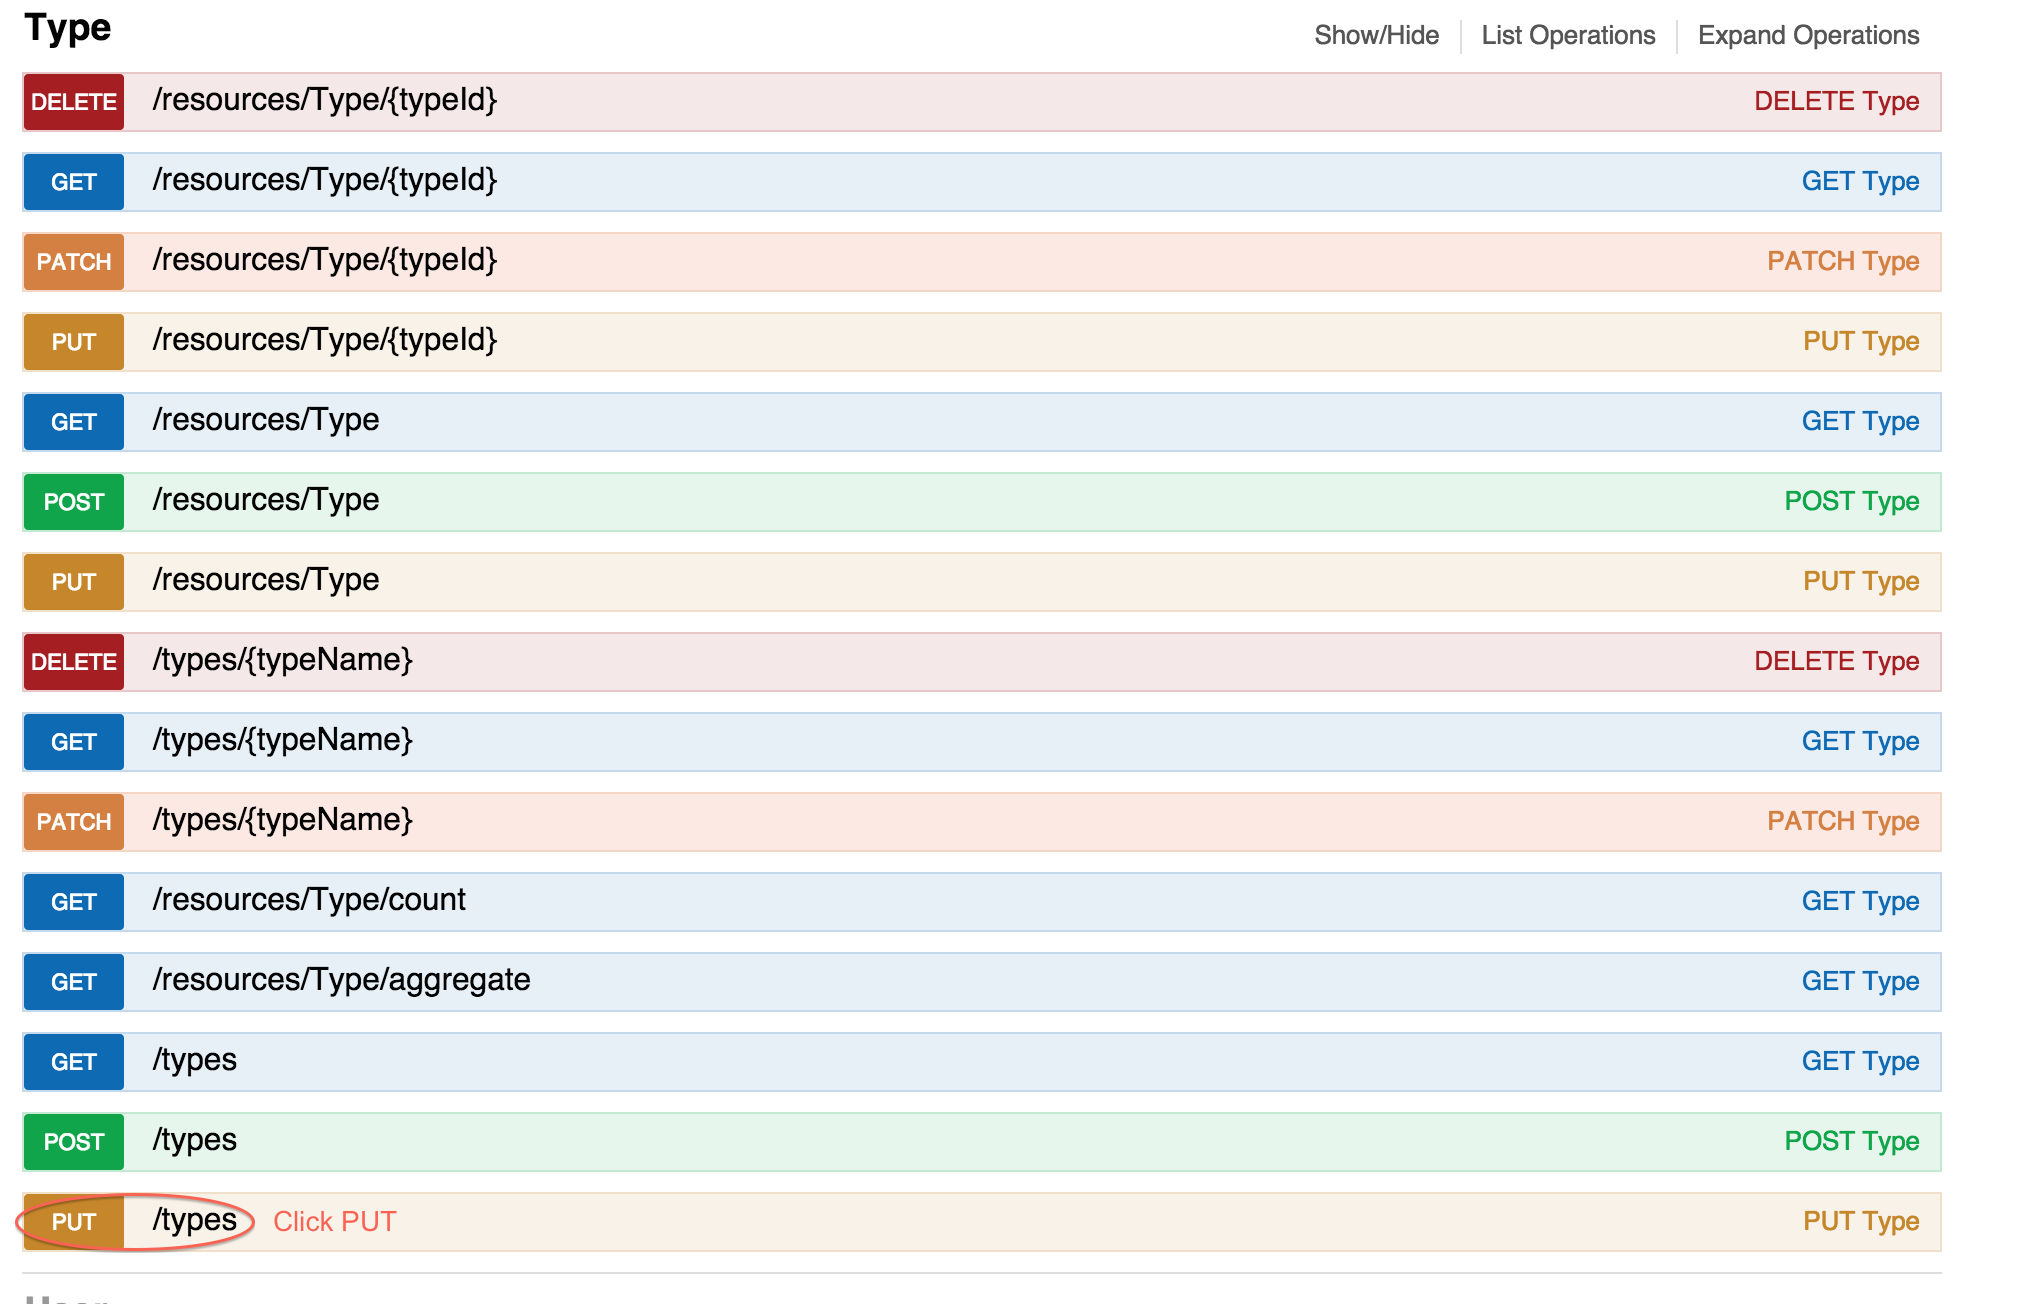 Type Show/Hide List Operations Expand Operations
DELETE /resources/Type/{typeId} DELETE Type
GET /resources/Type/{typeId} GET Type
PATCH /resources/Type/{typeId} PATCH Type
PUT /resources/Type/{typeId} PUT Type
GET /resources/Type GET Type
POST /resources/Type POST Type
PUT /resources/Type PUT Type
DELETE /types/{typeName} DELETE Type
GET /types/{typeName} GET Type
PATCH /types/{typeName} PATCH Type
GET /resources/Type/count GET Type
GET /resources/Type/aggregate GET Type
GET /types GET Type
POST /types POST Type
PUT /types Click PUT PUT Type